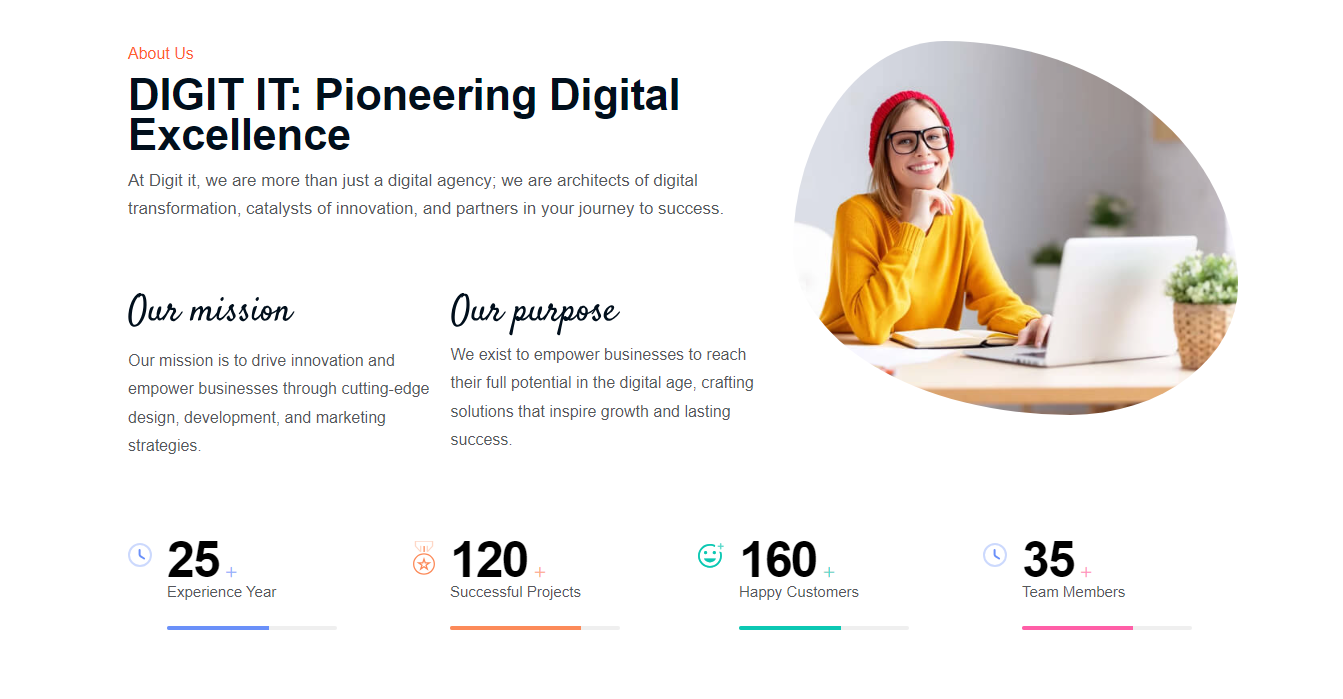 About Us
DIGIT IT: Pioneering Digital
Excellence
At Digit it, we are more than just a digital agency; we are architects of digital
transformation, catalysts of innovation, and partners in your journey to success.
Our mission
Our mission is to drive innovation and
empower businesses through cutting-edge
design, development, and marketing
strategies.
Our purpose
We exist to empower businesses to reach
their full potential in the digital age, crafting
solutions that inspire growth and lasting
success.
25 +
Experience Year
120 +
Successful Projects
160 +
Happy Customers
35 +
Team Members